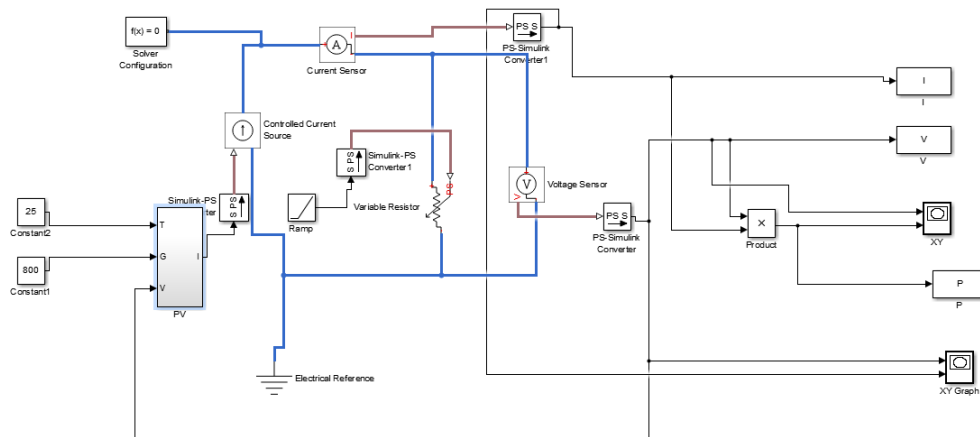 f(x) = 0
Solver
Configuration
A
I
Current Sensor
PS S
PS-Simulink
Converter1
I
I
V
V
Controlled Current
Source
S PS
Simulink-PS
Converter1
Simulink-PS
S PS
PS
Variable Resistor
Ramp
V
V
Voltage Sensor
PS S
PS-Simulink
Converter
×
Product
XY
25
Constant2
800
Constant1
T
G
V
I
PV
P
P
Electrical Reference
XY Graph